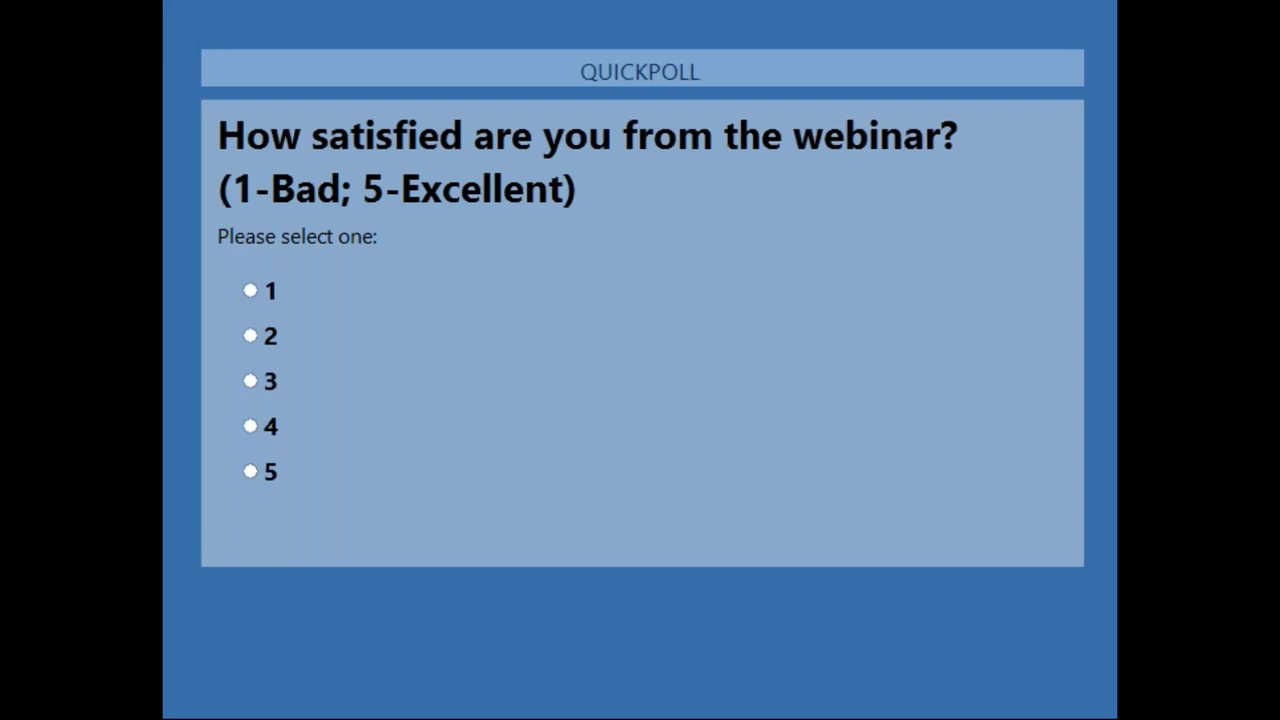 QUICKPOLL
How satisfied are you from the webinar?
(1-Bad; 5-Excellent)
Please select one:
1
2
3
4
5